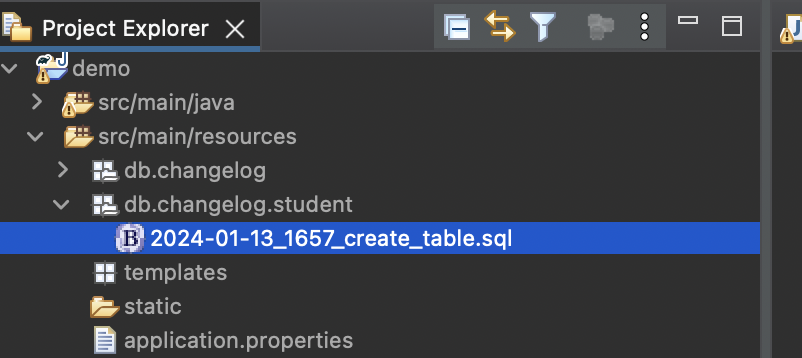 Project Explorer
demo
src/main/java
src/main/resources
db.changelog
db.changelog.student
B 2024-01-13_1657_create_table.sql
templates
static
application.properties